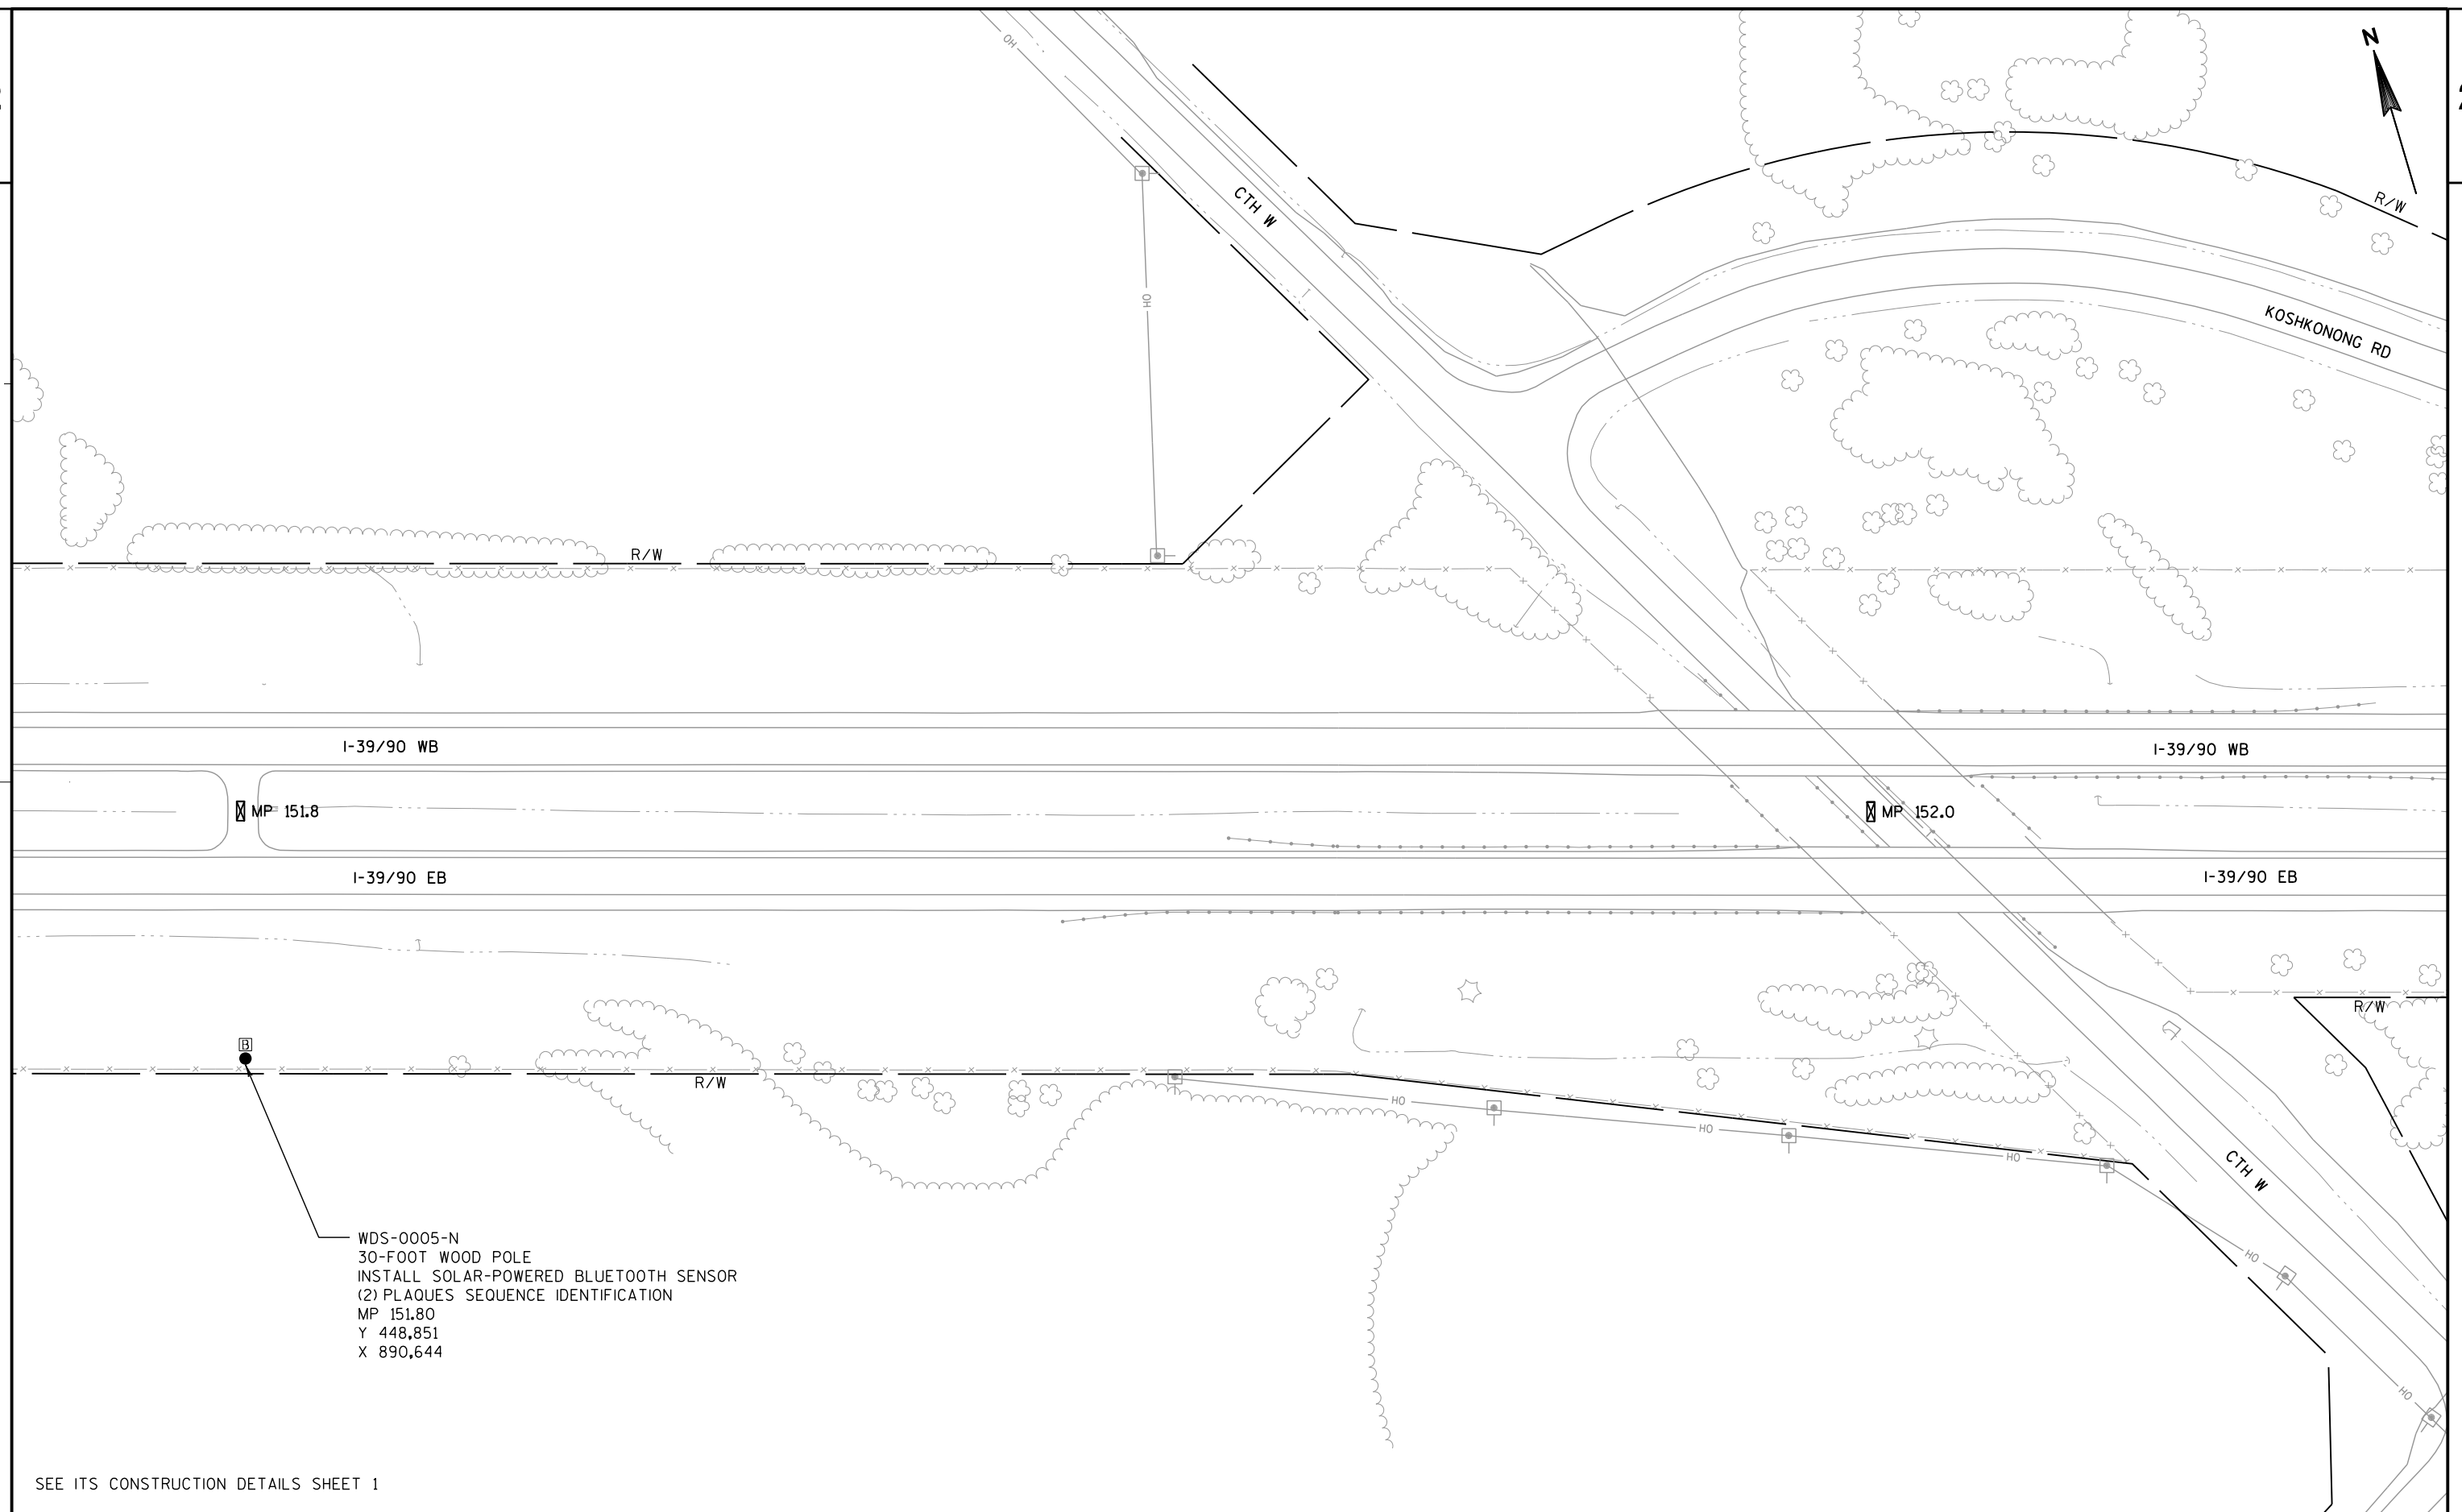 N
OH
CTH W
R/W
OH
KOSHKONONG RD
R/W
I-39/90 WB
I-39/90 WB
MP 151.8
MP 152.0
I-39/90 EB
I-39/90 EB
R/W
B
R/W
OH
OH
OH
CTH W
WDS-0005-N
30-FOOT WOOD POLE
INSTALL SOLAR-POWERED BLUETOOTH SENSOR
(2) PLAQUES SEQUENCE IDENTIFICATION
MP 151.80
Y 448,851
X 890,644
OH
OH
SEE ITS CONSTRUCTION DETAILS SHEET 1